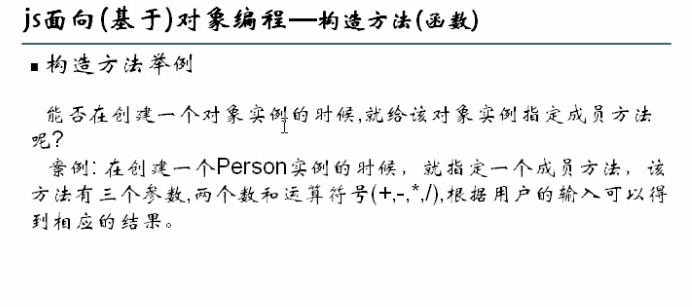 js面向(基于)对象编程—构造方法(函数)
■ 构造方法举例
能否在创建一个对象实例的时候,就给该对象实例指定成员方法
呢?
案例: 在创建一个Person实例的时候，就指定一个成员方法，该
方法有三个参数,两个数和运算符号(+,-,*,/),根据用户的输入可以得
到相应的结果。